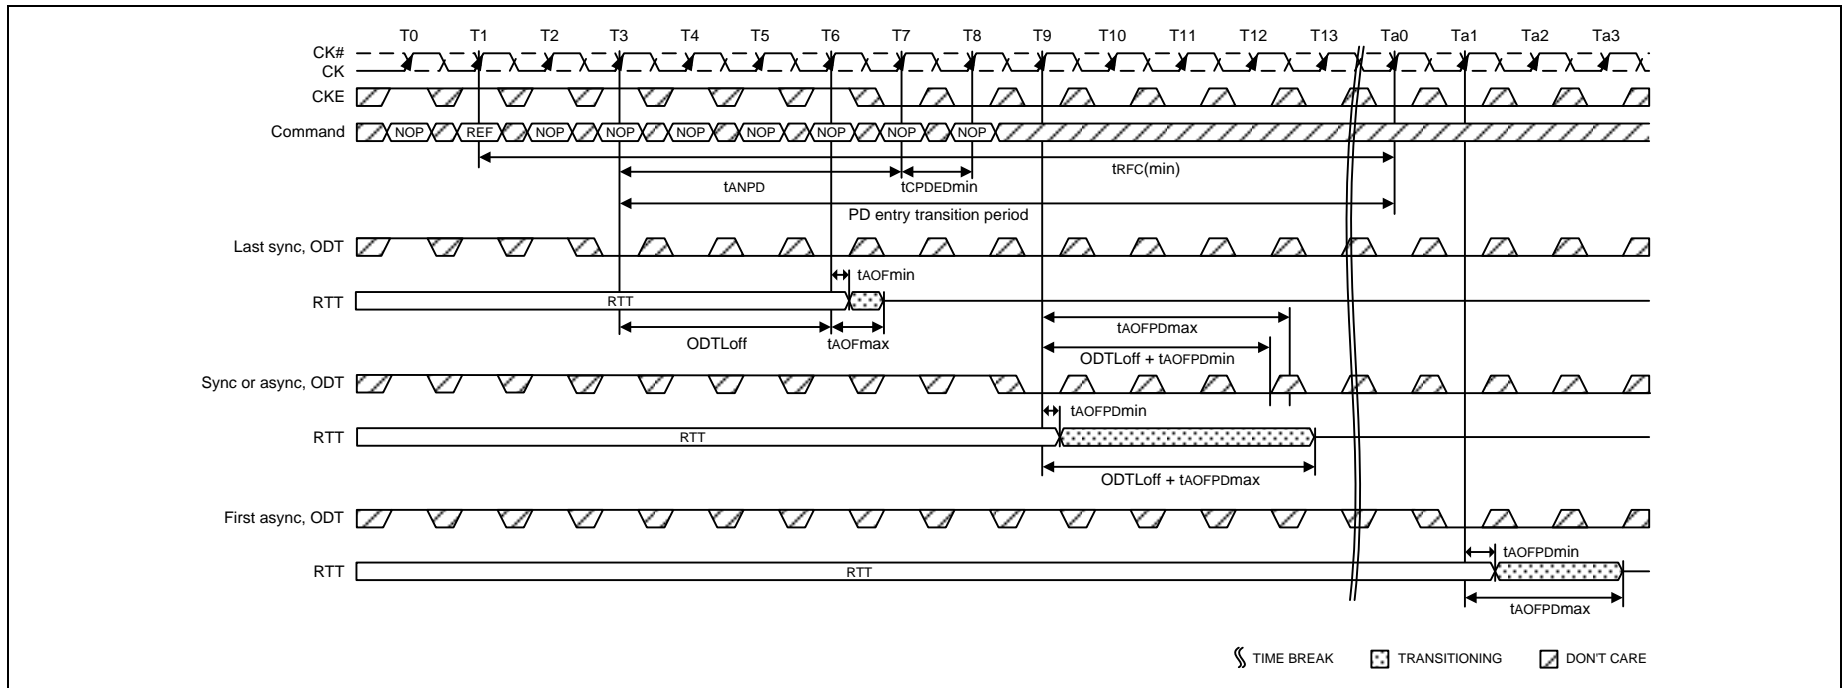 T0 T1 T2 T3 T4 T5 T6 T7 T8 T9 T10 T11 T12 T13 Ta0 Ta1 Ta2 Ta3
CK#
CK
CKE
Command NOP REF NOP NOP NOP NOP NOP NOP NOP
tRFC(min)
tANPD tCPDEDmin
PD entry transition period
Last sync, ODT
tAOFmin
RTT RTT
tAOFPDmax
ODTLoff tAOFmax
ODTLoff + tAOFPDmin
Sync or async, ODT
tAOFPDmin
RTT RTT
ODTLoff + tAOFPDmax
First async, ODT
tAOFPDmin
RTT RTT
tAOFPDmax
TIME BREAK TRANSITIONING DON'T CARE